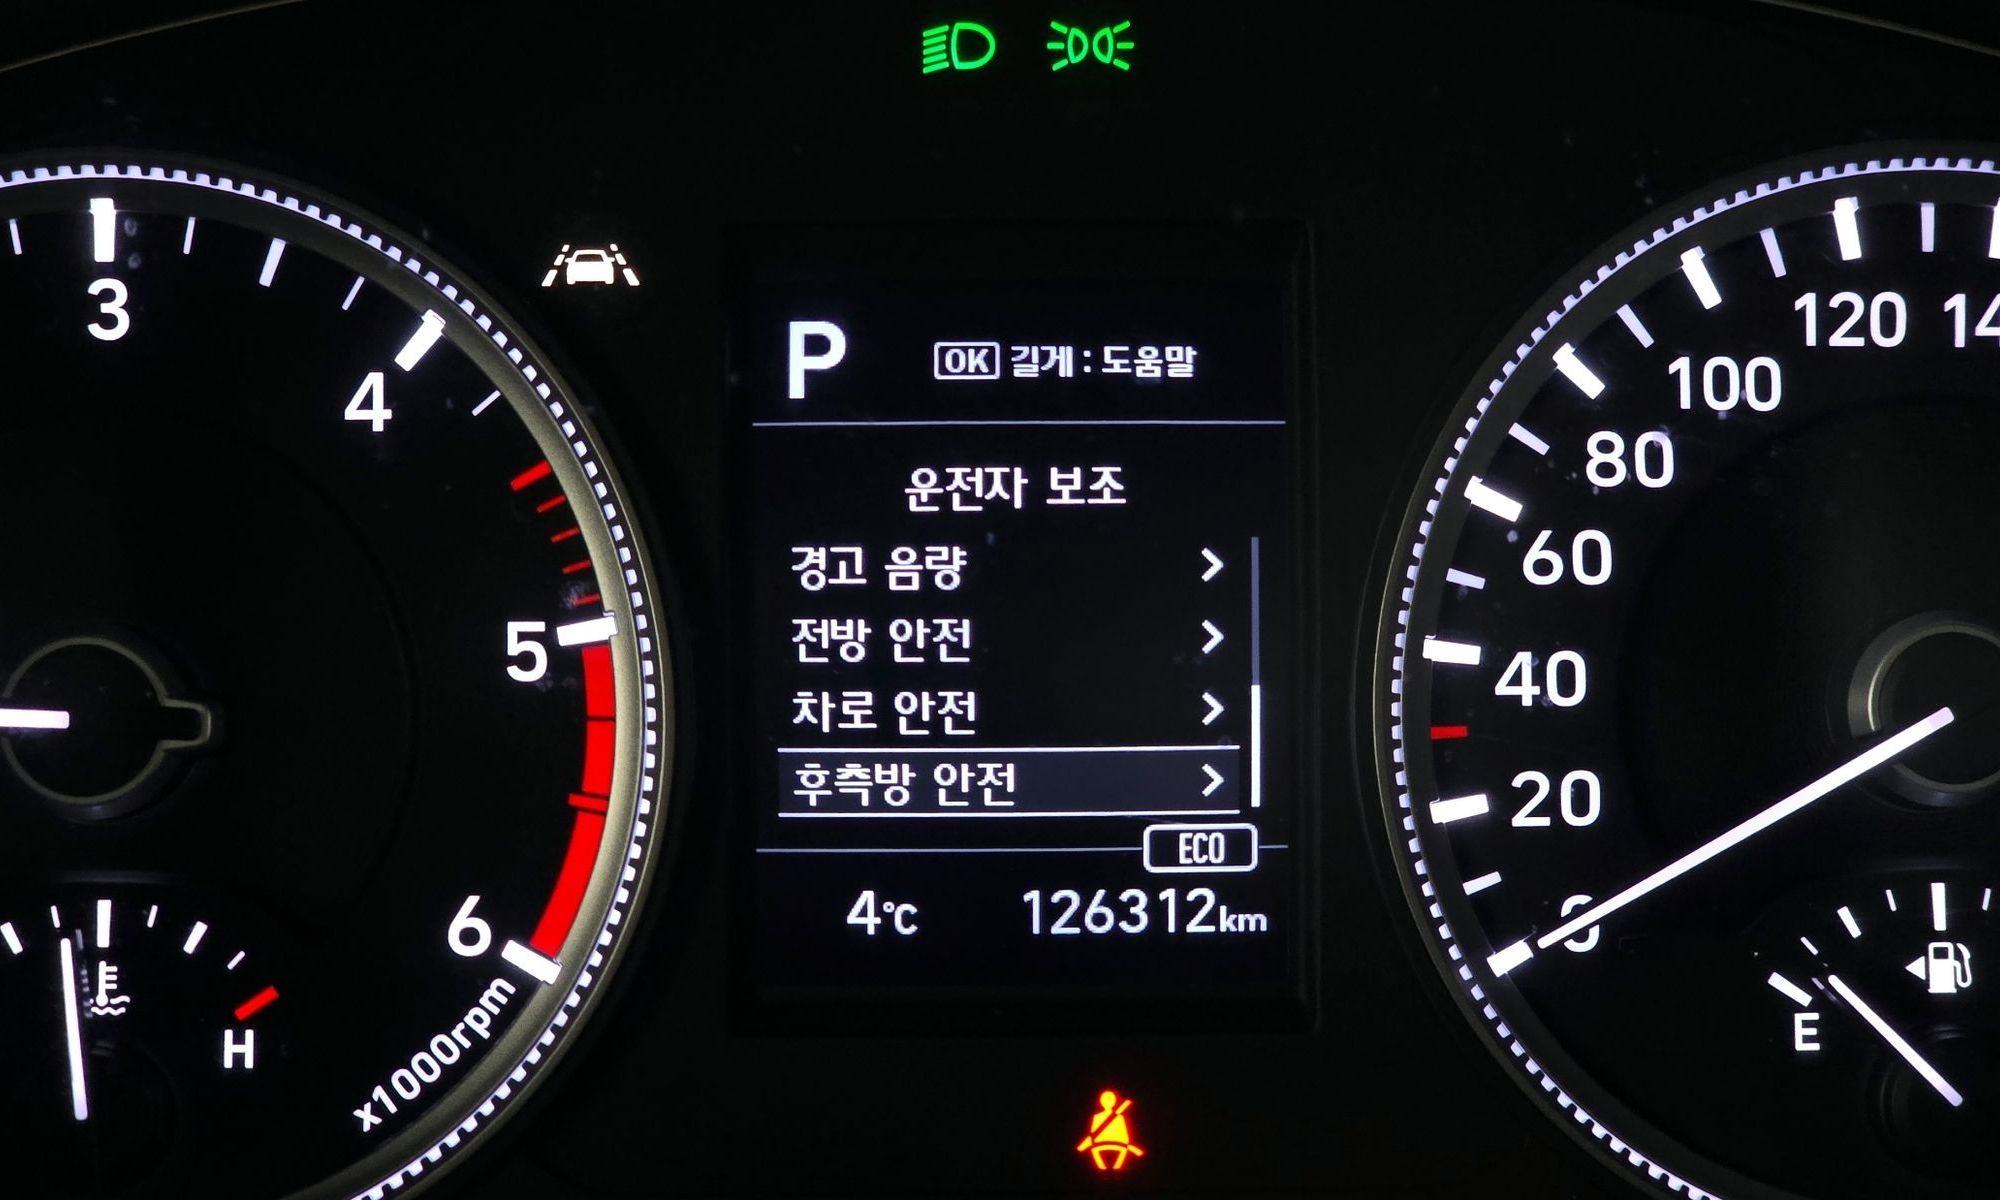 3
4
5
6
x1000rpm
H
P
OK 길게 : 도움말
운전자 보조
경고 음량
전방 안전
차로 안전
후측방 안전
ECO
4°C 126312km
120
100
80
60
40
20
0
E